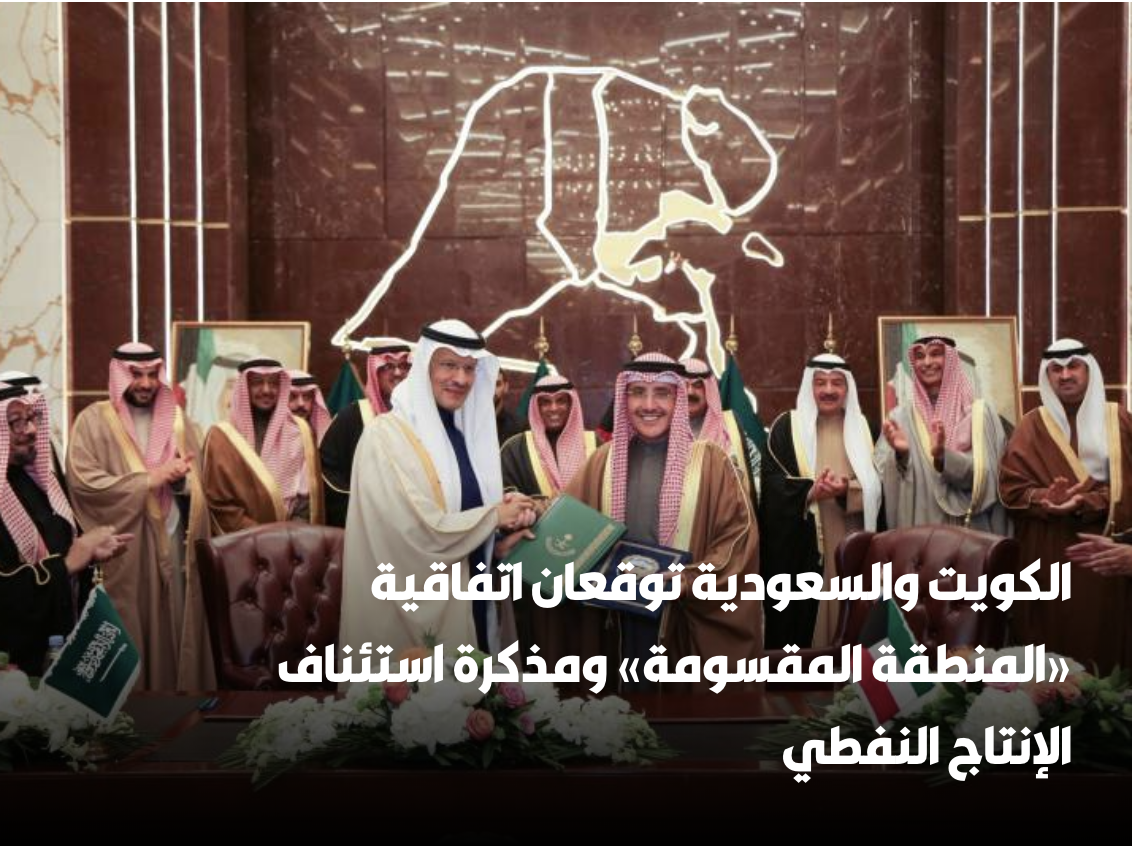 الكويت والسعودية توقعان اتفاقية
«المنطقة المقسومة» ومذكرة استئناف
الإنتاج النفطي